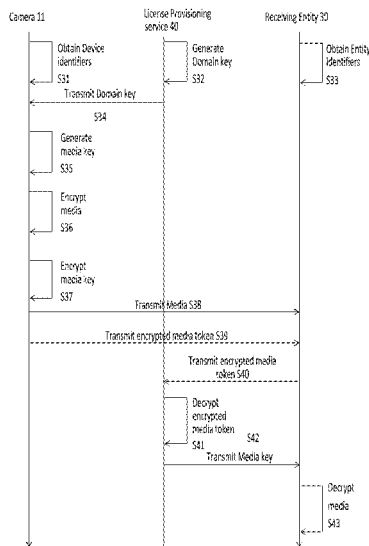 Camera 11
License Provisioning
service 40
Receiving Entity 30
Obtain Device
identifiers
S31
Generate
Domain key
S32
Obtain Entity
Identifiers
S33
Transmit Domain key
S34
Generate
media key
S35
Encrypt
media
S36
Encrypt
media key
S37
Transmit Media S38
Transmit encrypted media token S39
Transmit encrypted media
token S40
Decrypt
encrypted
media token
S41
S42
Transmit Media key
Decrypt
media
S43